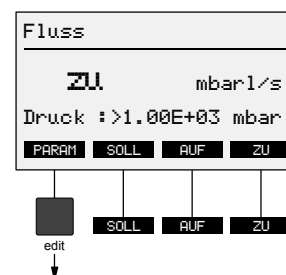 Fluss
ZU mbarl/s
Druck :>1.00E+03 mbar
PARAM SOLL AUF ZU
SOLL AUF ZU
edit